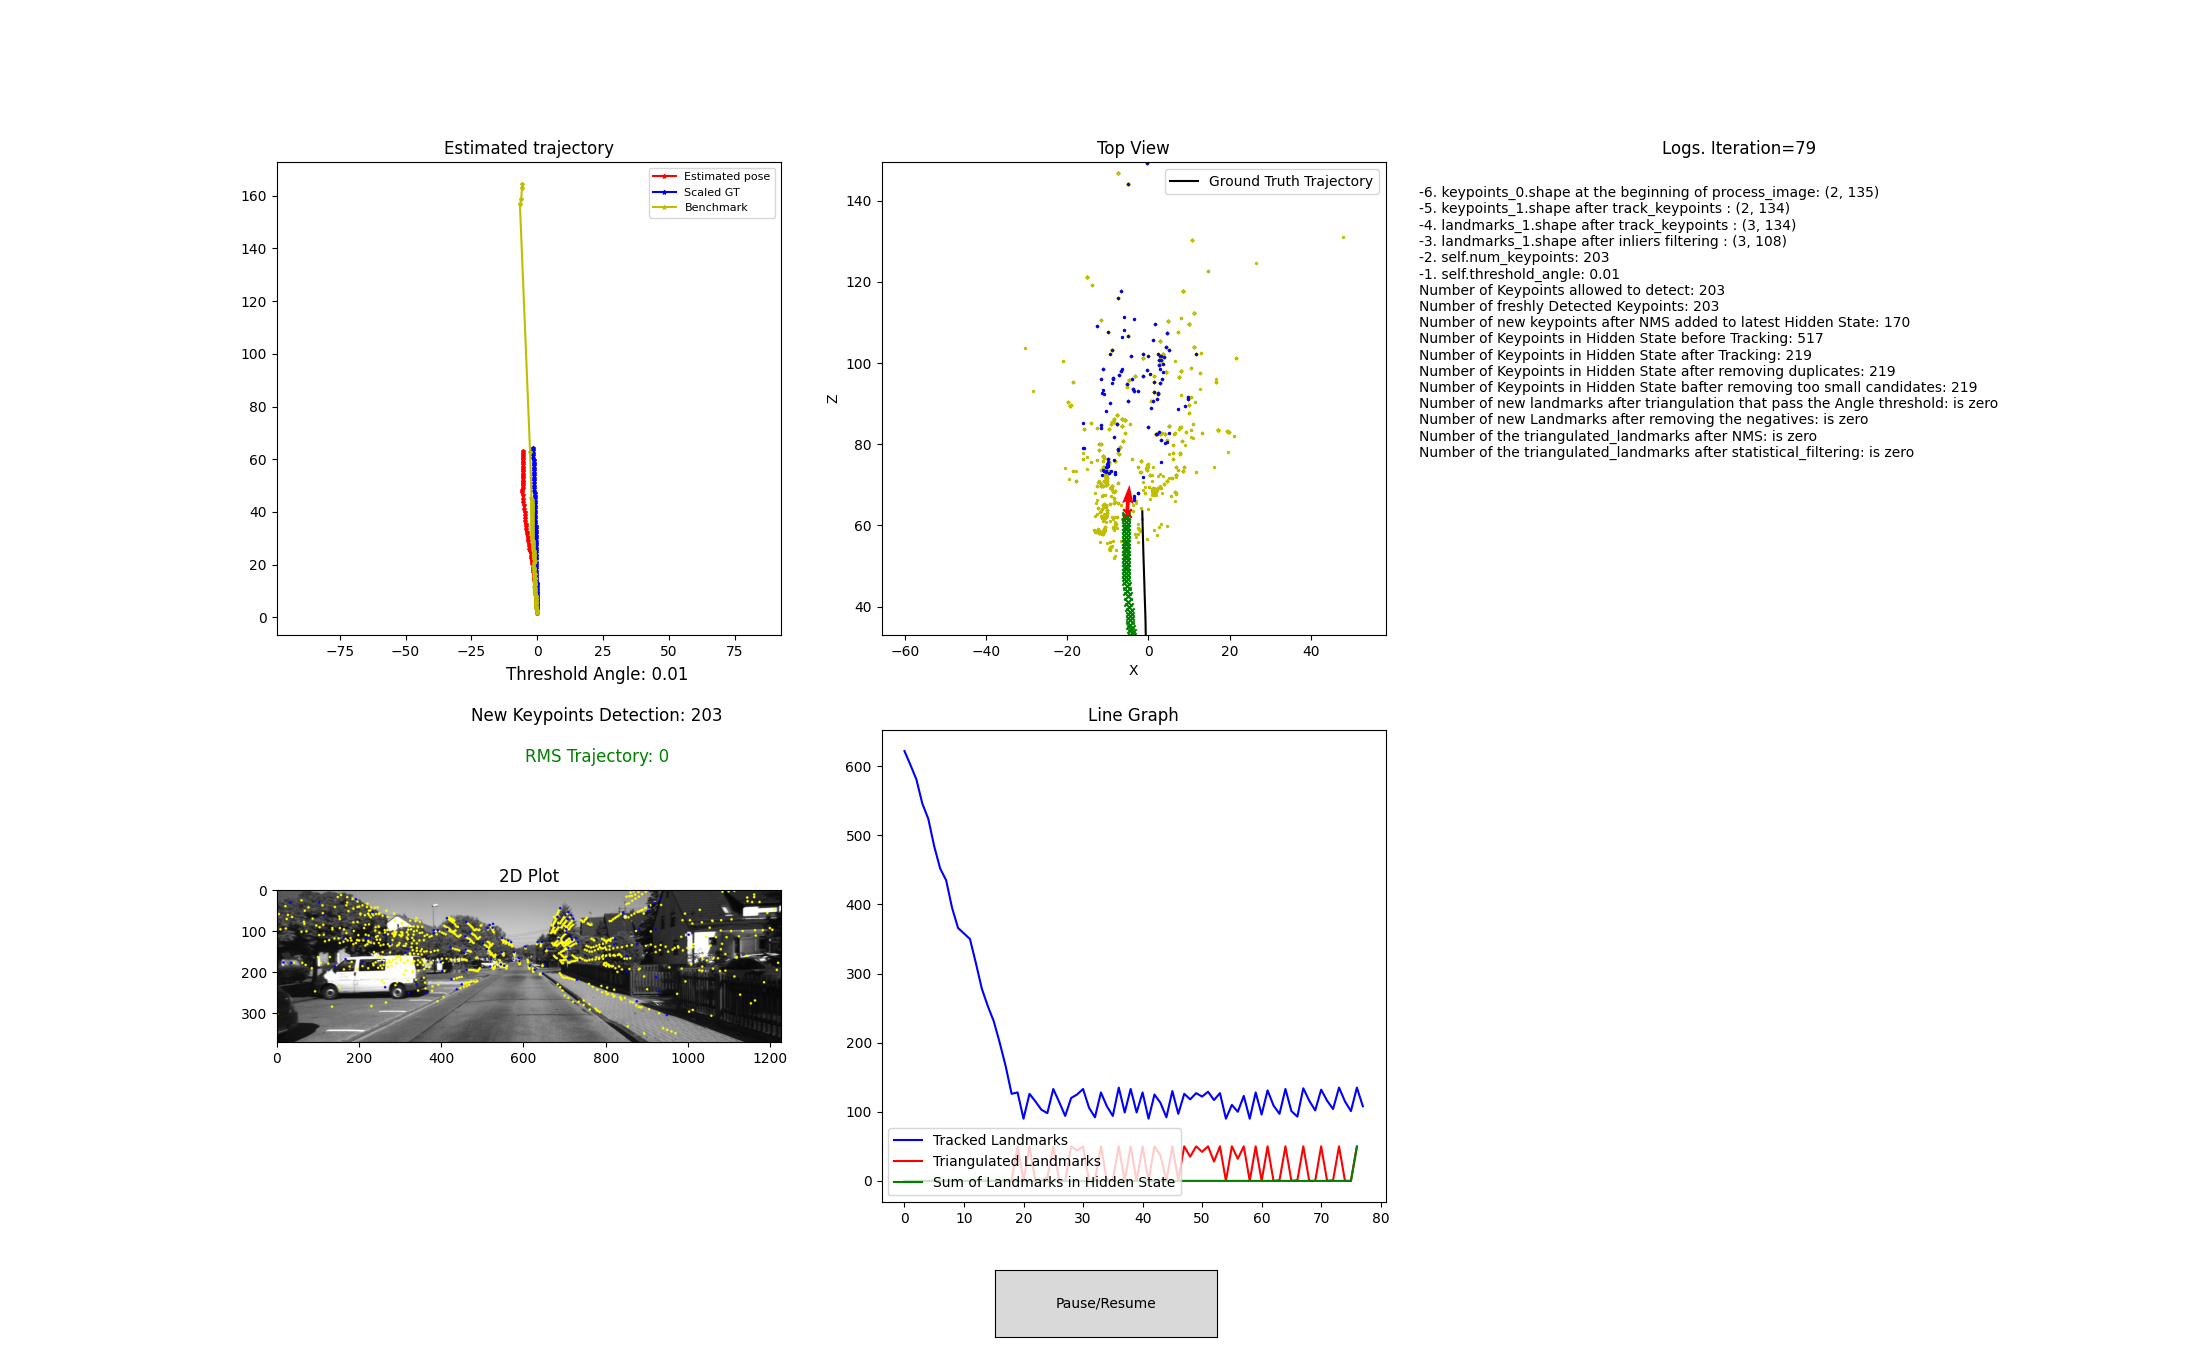 Estimated trajectory
160
140
120
100
80
60
40
20
0
−75
−50
−25
0
25
50
75
Estimated pose
Scaled GT
Benchmark
Threshold Angle: 0.01
New Keypoints Detection: 203
RMS Trajectory: 0
Top View
Z
140
120
100
80
60
40
−60
−40
−20
0
20
40
X
Ground Truth Trajectory
Logs. Iteration=79
-6. keypoints_0.shape at the beginning of process_image: (2, 135)
-5. keypoints_1.shape after track_keypoints : (2, 134)
-4. landmarks_1.shape after track_keypoints : (3, 134)
-3. landmarks_1.shape after inliers filtering : (3, 108)
-2. self.num_keypoints: 203
-1. self.threshold_angle: 0.01
Number of Keypoints allowed to detect: 203
Number of freshly Detected Keypoints: 203
Number of new keypoints after NMS added to latest Hidden State: 170
Number of Keypoints in Hidden State before Tracking: 517
Number of Keypoints in Hidden State after Tracking: 219
Number of Keypoints in Hidden State after removing duplicates: 219
Number of Keypoints in Hidden State bafter removing too small candidates: 219
Number of new landmarks after triangulation that pass the Angle threshold: is zero
Number of new Landmarks after removing the negatives: is zero
Number of the triangulated_landmarks after NMS: is zero
Number of the triangulated_landmarks after statistical_filtering: is zero
2D Plot
0
100
200
300
0
200
400
600
800
1000
1200
Line Graph
600
500
400
300
200
100
0
0
10
20
30
40
50
60
70
80
Tracked Landmarks
Triangulated Landmarks
Sum of Landmarks in Hidden State
Pause/Resume